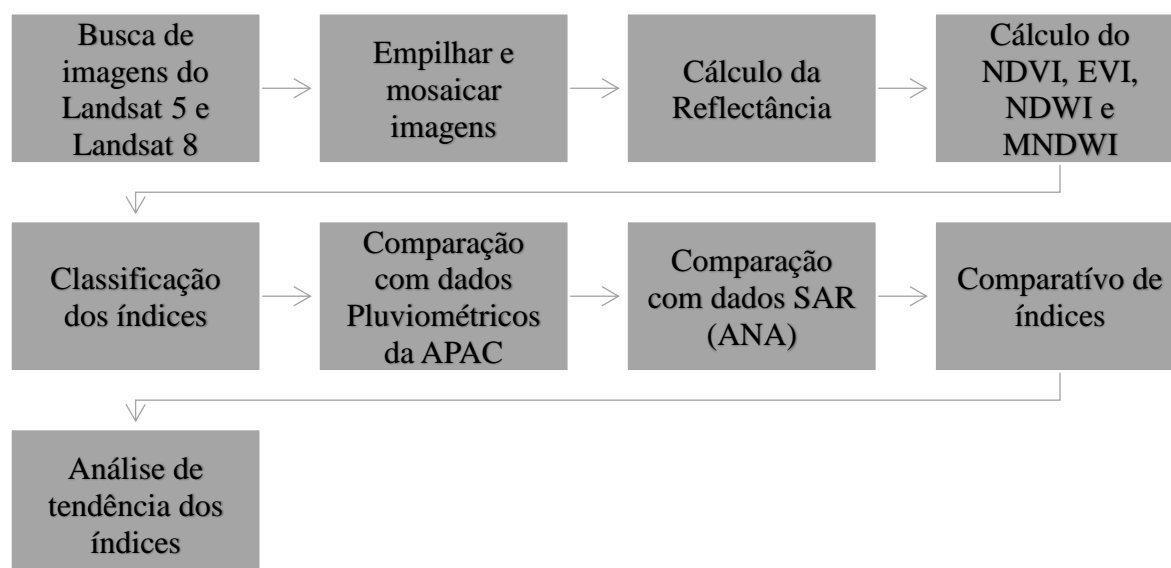 Busca de
imagens do
Landsat 5 e
Landsat 8
Empilhar e
mosaicar
imagens
Cálculo da
Reflectância
Cálculo do
NDVI, EVI,
NDWI e
MNDWI
Classificação
dos índices
Comparação
com dados
Pluviométricos
da APAC
Comparação
com dados SAR
(ANA)
Comparatívo de
índices
Análise de
tendência dos
índices